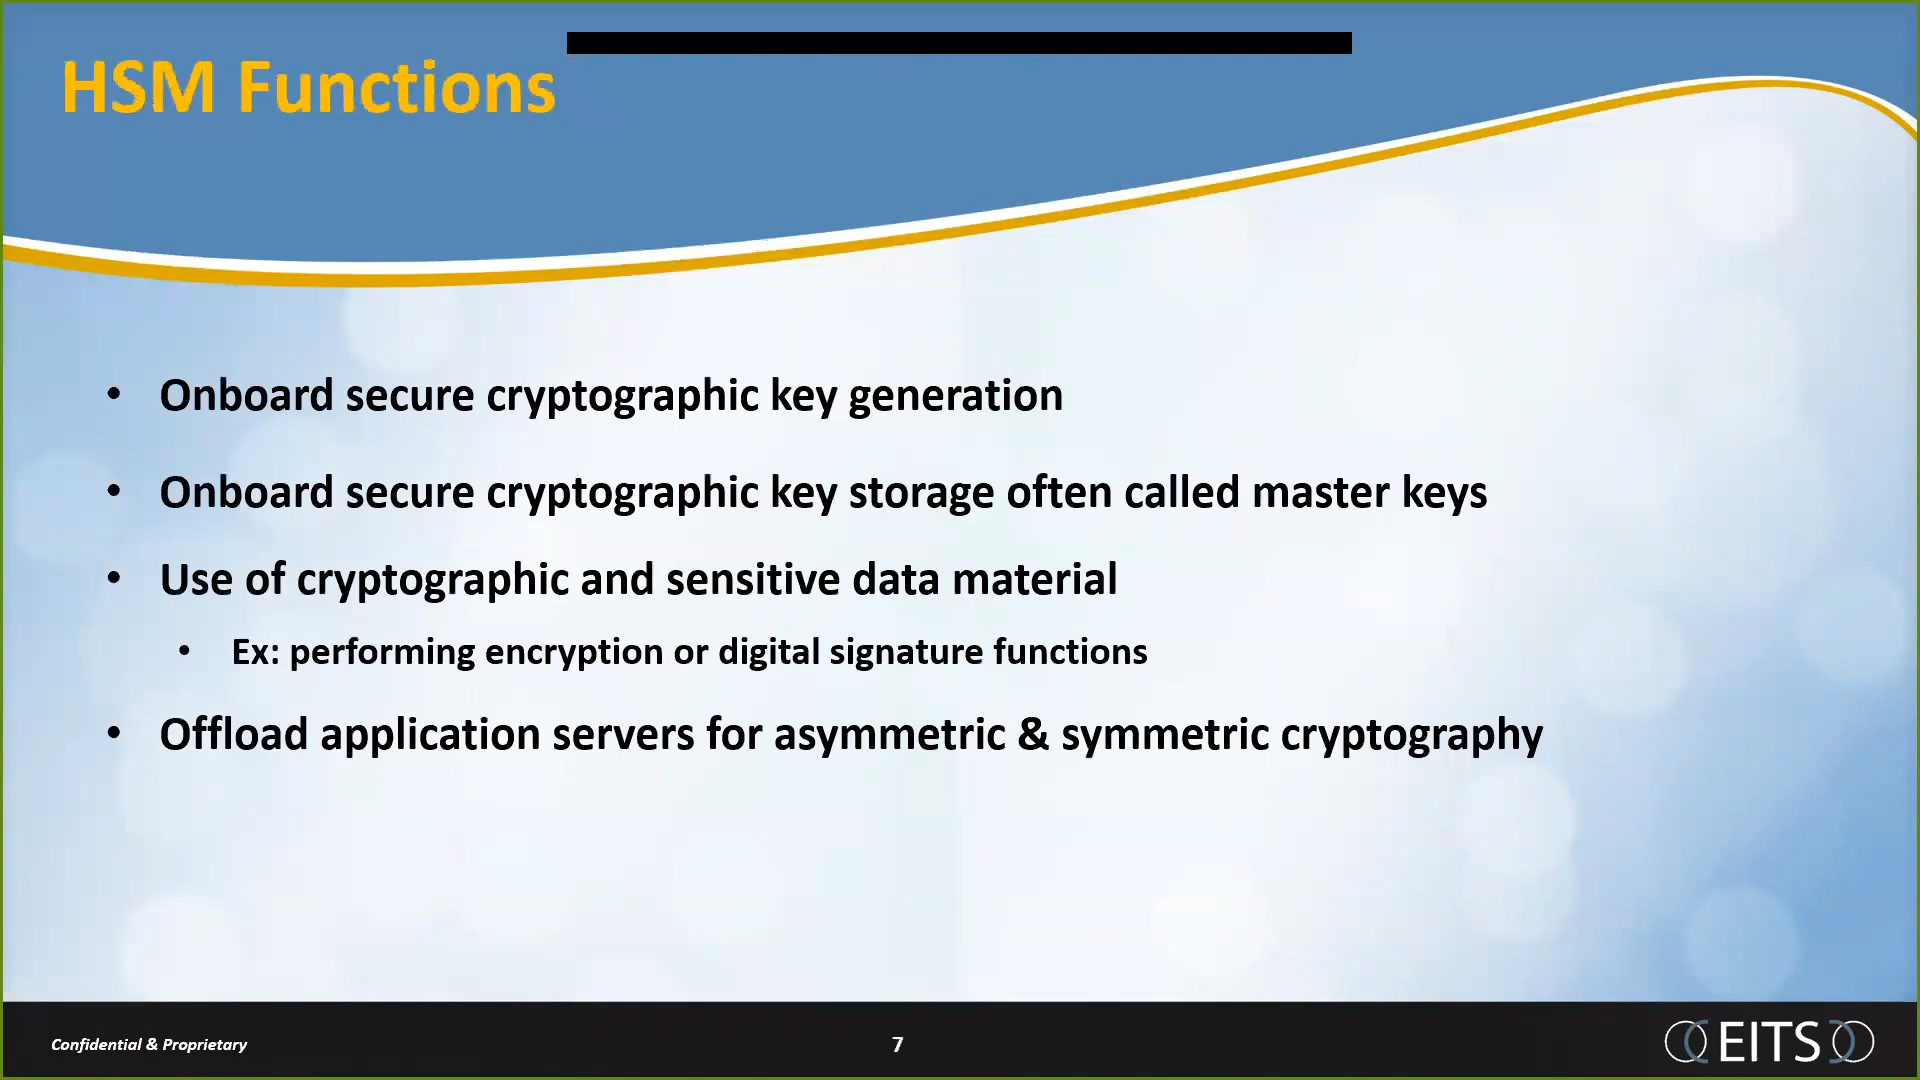 HSM Functions
• Onboard secure cryptographic key generation
• Onboard secure cryptographic key storage often called master keys
• Use of cryptographic and sensitive data material
• Ex: performing encryption or digital signature functions
• Offload application servers for asymmetric & symmetric cryptography
Confidential & Proprietary
7
EITS